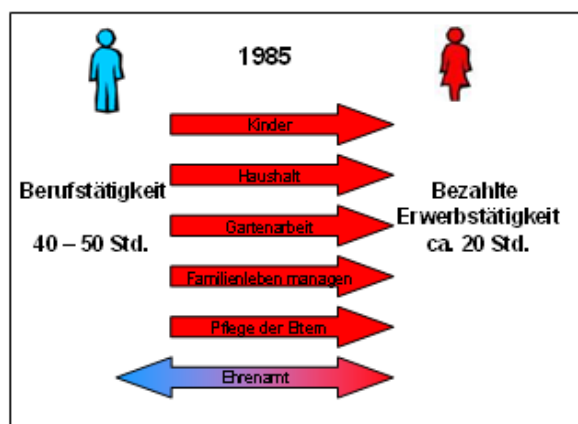 1985
Kinder
Haushalt
Berufstätigkeit
40 – 50 Std.
Bezahlte
Erwerbstätigkeit
ca. 20 Std.
Gartenarbeit
Familienleben managen
Pflege der Eltern
Ehrenamt